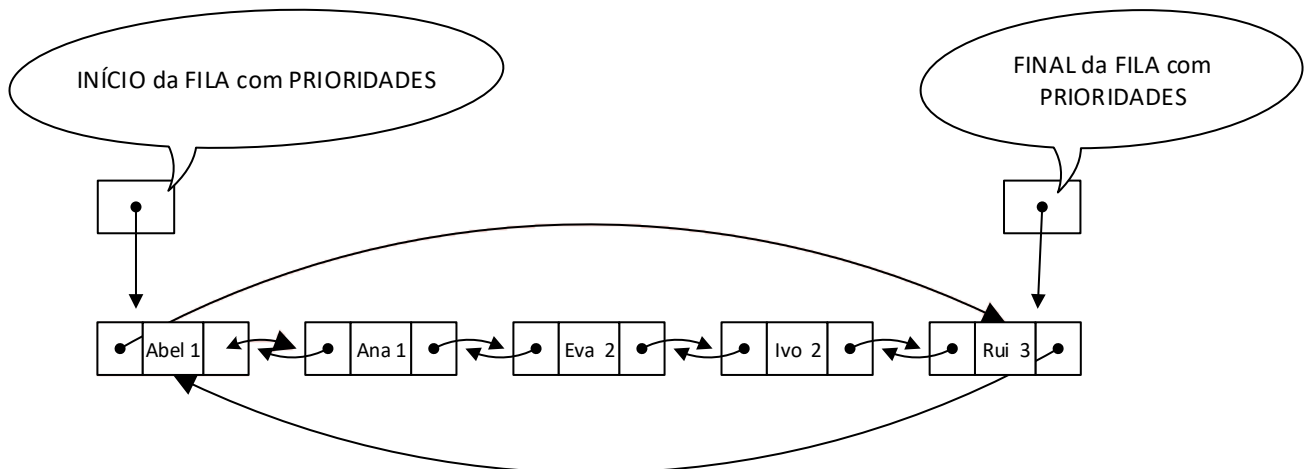 INÍCIO da FILA com PRIORIDADES
FINAL da FILA com
PRIORIDADES
Abel 1
Ana 1
Eva 2
Ivo 2
Rui 3